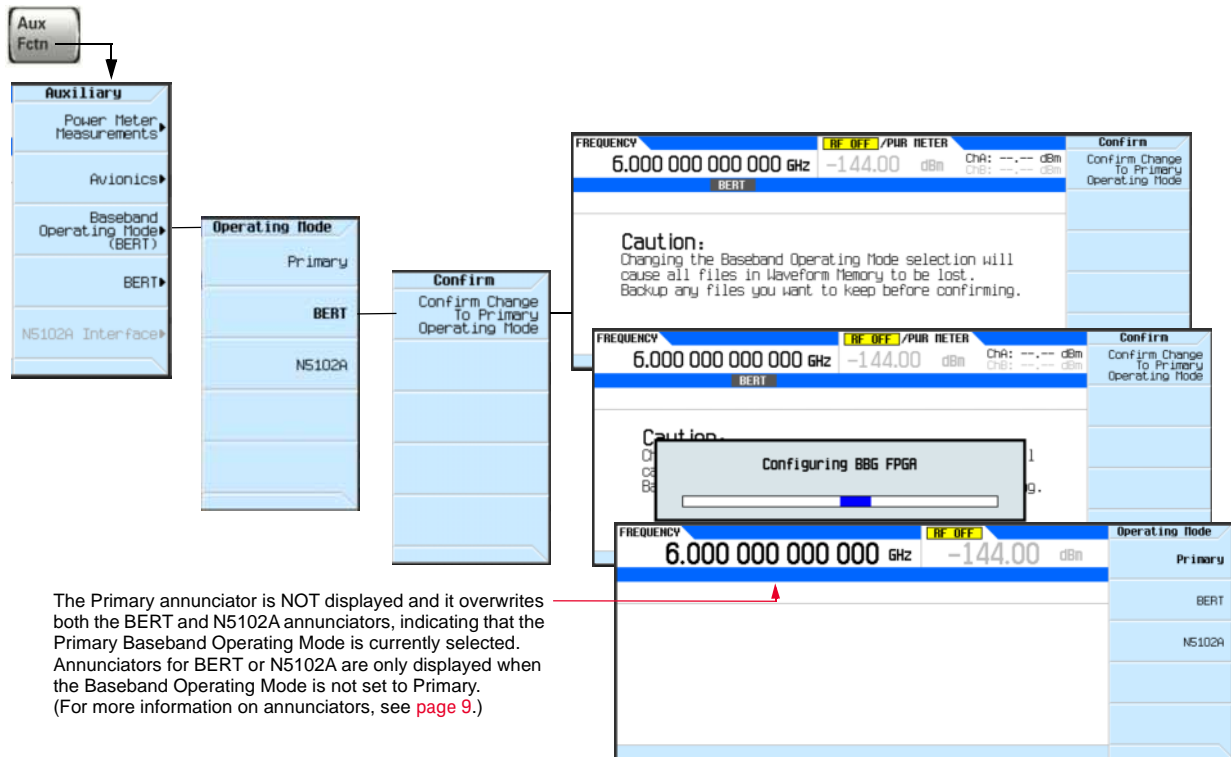 Aux
Fctn
Auxiliary
Power Meter
Measurements
Avionics
Baseband
Operating Mode
(BERT)
BERT
N5102A Interface
Operating Mode
Primary
BERT
N5102A
Confirm
Confirm Change
To Primary
Operating Mode
FREQUENCY
RF OFF /PWR METER
6.000 000 000 000 GHz
-144.00 dBm
ChA: --.-- dBm
ChB: --.-- dBm
BERT
Confirm
Confirm Change
To Primary
Operating Mode
Caution:
Changing the Baseband Operating Mode selection will
cause all files in Waveform Memory to be lost.
Backup any files you want to keep before confirming.
FREQUENCY
RF OFF /PWR METER
6.000 000 000 000 GHz
-144.00 dBm
ChA: --.-- dBm
ChB: --.-- dBm
BERT
Confirm
Confirm Change
To Primary
Operating Mode
Caution:
Ch l
ca
Ba g.
Configuring BBG FPGA
FREQUENCY
RF OFF
6.000 000 000 000 GHz
-144.00 dBm
Operating Mode
Primary
BERT
N5102A
The Primary annunciator is NOT displayed and it overwrites
both the BERT and N5102A annunciators, indicating that the
Primary Baseband Operating Mode is currently selected.
Annunciators for BERT or N5102A are only displayed when
the Baseband Operating Mode is not set to Primary.
(For more information on annunciators, see page 9.)